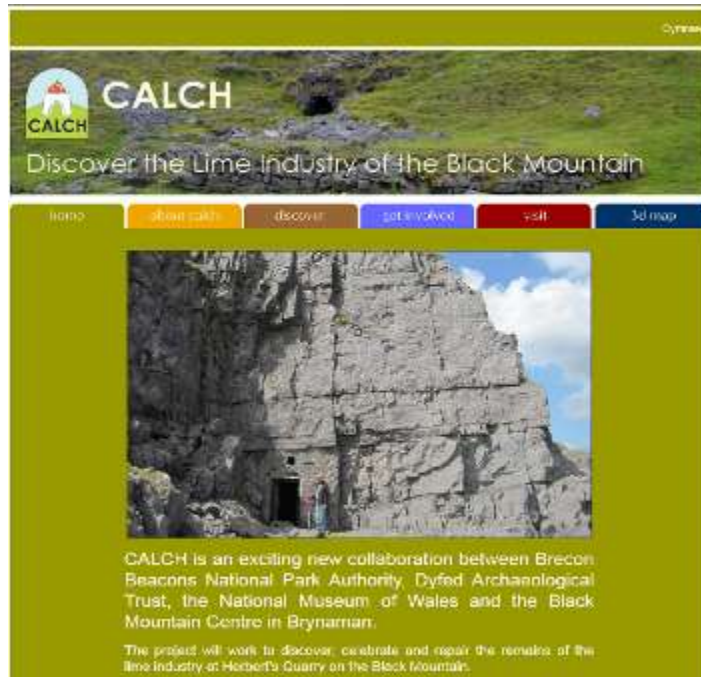 CALCH
CALCH
Discover the Lime Industry of the Black Mountain
home
about calch
discover
get involved
visit
3d map
CALCH is an exciting new collaboration between Brecon
Beacons National Park Authority, Dyfed Archaeological
Trust, the National Museum of Wales and the Black
Mountain Centre in Brynaman.
The project will work to discover, celebrate and repair the remains of the
lime industry at Herbert's Quarry on the Black Mountain.